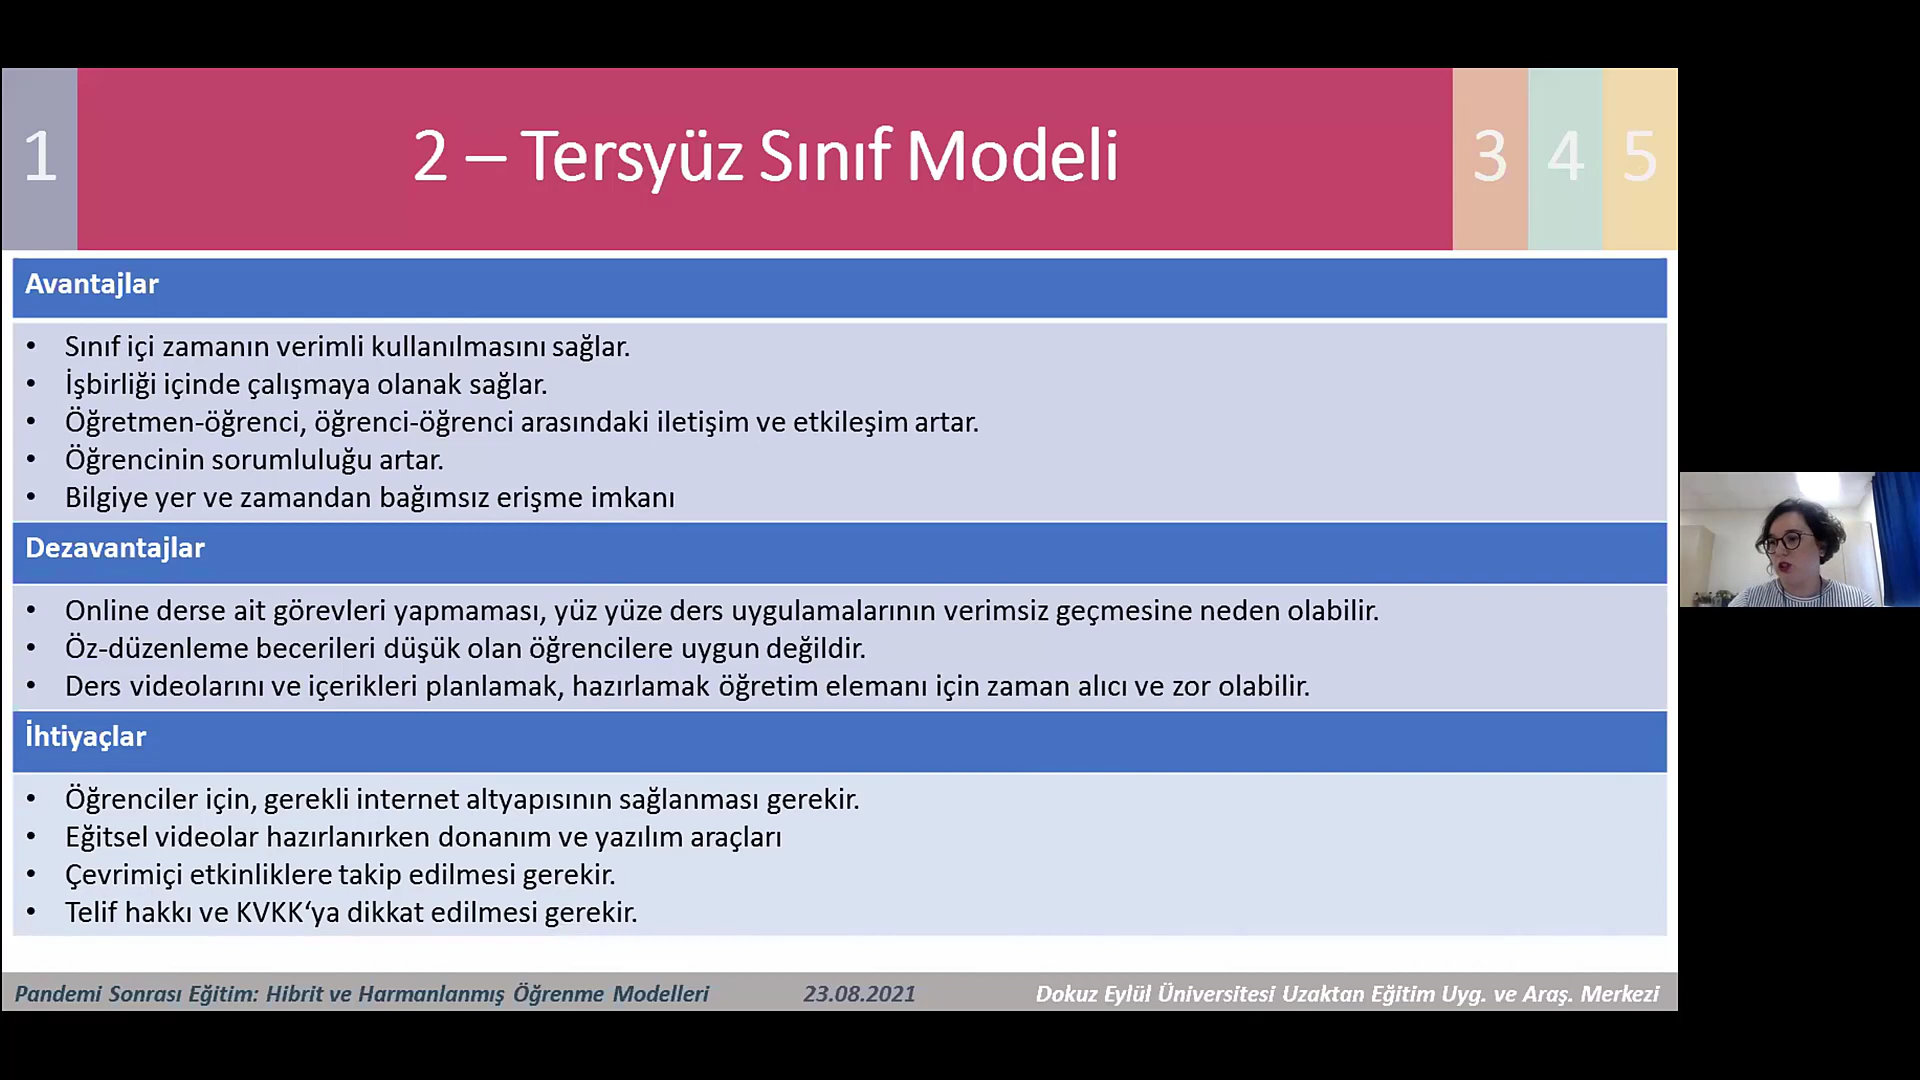 1
2 – Tersyüz Sınıf Modeli
3 4 5
Avantajlar
• Sınıf içi zamanın verimli kullanılmasını sağlar.
• İşbirliği içinde çalışmaya olanak sağlar.
• Öğretmen-öğrenci, öğrenci-öğrenci arasındaki iletişim ve etkileşim artar.
• Öğrencinin sorumluluğu artar.
• Bilgiye yer ve zamandan bağımsız erişme imkanı
Dezavantajlar
• Online derse ait görevleri yapmaması, yüz yüze ders uygulamalarının verimsiz geçmesine neden olabilir.
• Öz-düzenleme becerileri düşük olan öğrencilere uygun değildir.
• Ders videolarını ve içerikleri planlamak, hazırlamak öğretim elemanı için zaman alıcı ve zor olabilir.
İhtiyaçlar
• Öğrenciler için, gerekli internet altyapısının sağlanması gerekir.
• Eğitsel videolar hazırlanırken donanım ve yazılım araçları
• Çevrimiçi etkinliklere takip edilmesi gerekir.
• Telif hakkı ve KVKK‘ya dikkat edilmesi gerekir.
Pandemi Sonrası Eğitim: Hibrit ve Harmanlanmış Öğrenme Modelleri 23.08.2021 Dokuz Eylül Üniversitesi Uzaktan Eğitim Uyg. ve Araş. Merkezi